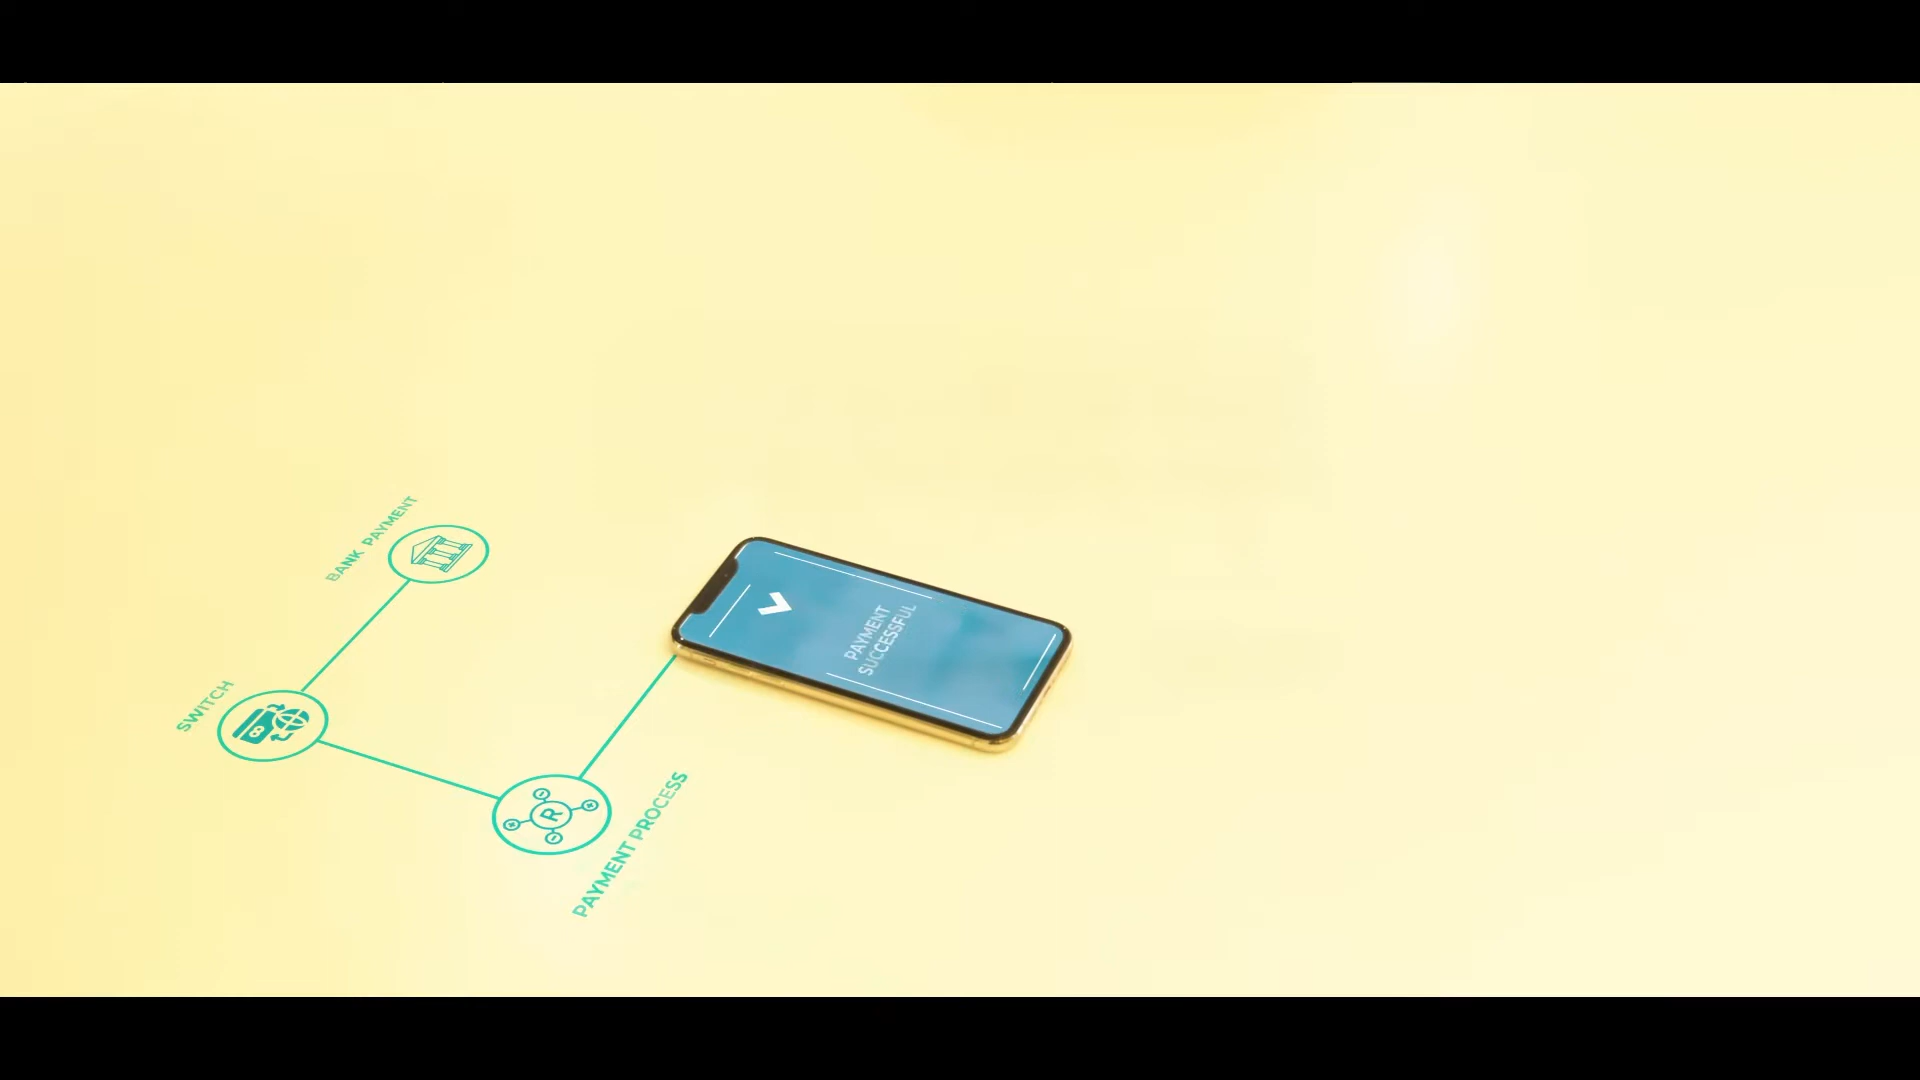 BANK PAYMENT
SWITCH
PAYMENT
SUCCESSFUL
R
PAYMENT PROCESS